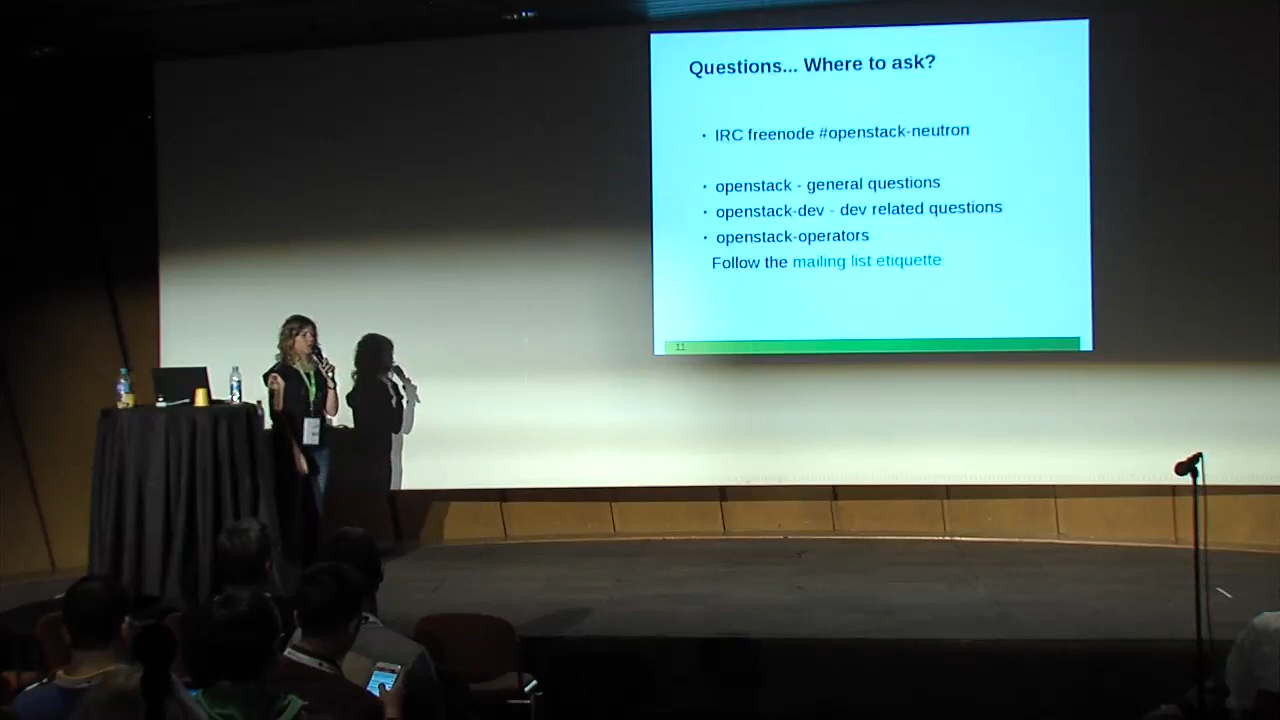 Questions... Where to ask?
· IRC freenode #openstack-neutron
· openstack - general questions
· openstack-dev - dev related questions
· openstack-operators
Follow the mailing list etiquette
11